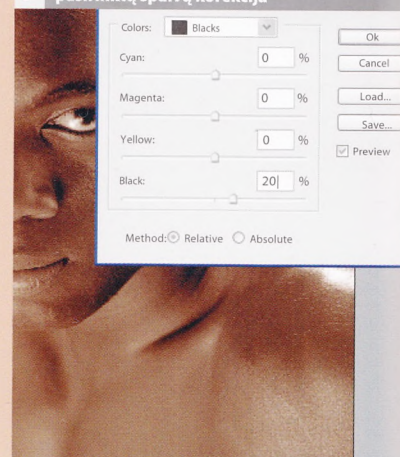 Colors: Blacks
Ok
Cyan: 0 %
Cancel
Magenta: 0 %
Load...
Save...
Yellow: 0 %
Preview
Black: 20 %
Method: Relative Absolute